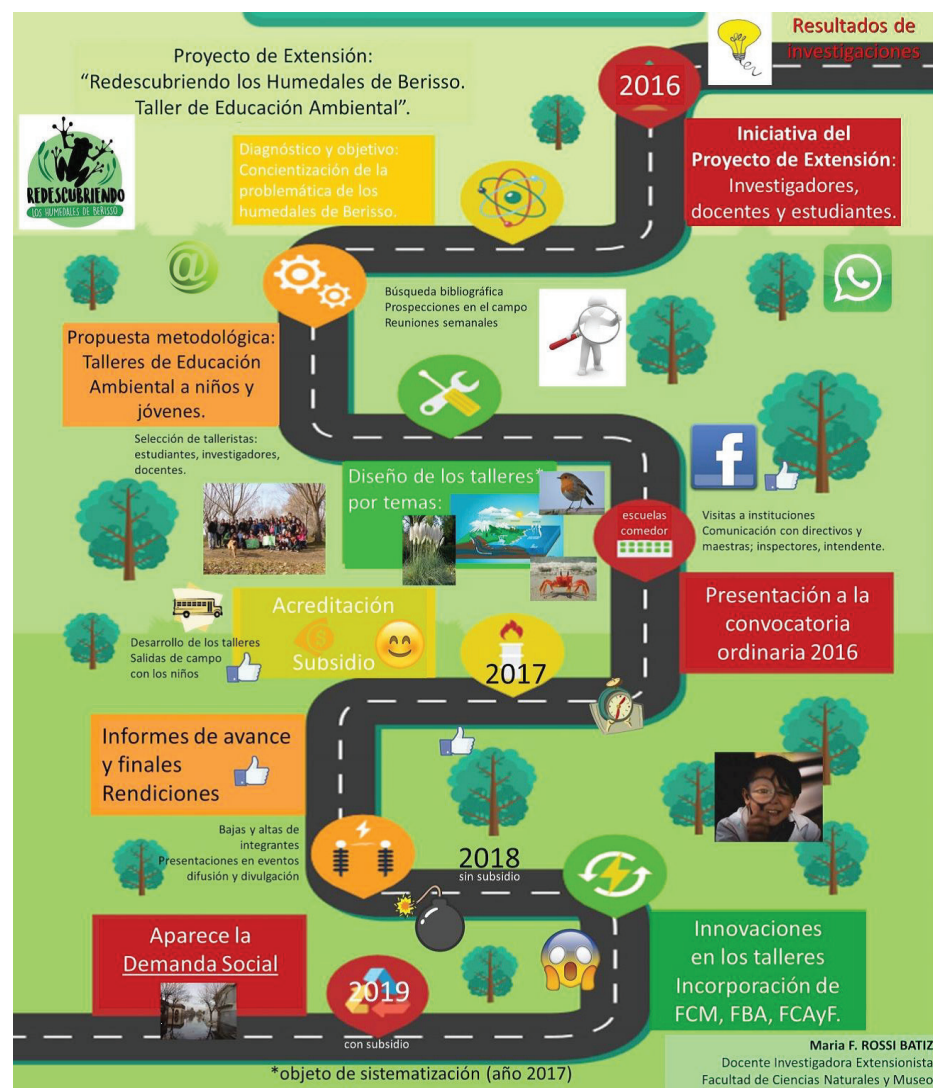 Resultados de
investigaciones
Proyecto de Extensión:
“Redescubriendo los Humedales de Berisso.
Taller de Educación Ambiental”.
2016
REDESCUBRIENDO
LOS HUMEDALES DE BERISSO
Iniciativa del
Proyecto de Extensión:
Investigadores,
docentes y estudiantes.
Diagnóstico y objetivo:
Concientización de la
problemática de los
humedales de Berisso.
@
Búsqueda bibliográfica
Prospecciones en el campo
Reuniones semanales
Propuesta metodológica:
Talleres de Educación
Ambiental a niños y
jóvenes.
Selección de talleristas:
estudiantes, investigadores,
docentes.
Diseño de los talleres*
por temas:
escuelas
comedor
f
Visitas a instituciones
Comunicación con directivos y
maestras; inspectores, intendente.
Presentación a la
convocatoria
ordinaria 2016
Acreditación
$
Subsidio
Desarrollo de los talleres
Salidas de campo
con los niños
2017
Informes de avance
y finales
Rendiciones
Bajas y altas de
integrantes
Presentaciones en eventos
difusión y divulgación
2018
sin subsidio
Innovaciones
en los talleres
Incorporación de
FCM, FBA, FCAyF.
Aparece la
Demanda Social
2019
con subsidio
*objeto de sistematización (año 2017)
Maria F. ROSSI BATIZ
Docente Investigadora Extensionista
Facultad de Ciencias Naturales y Museo